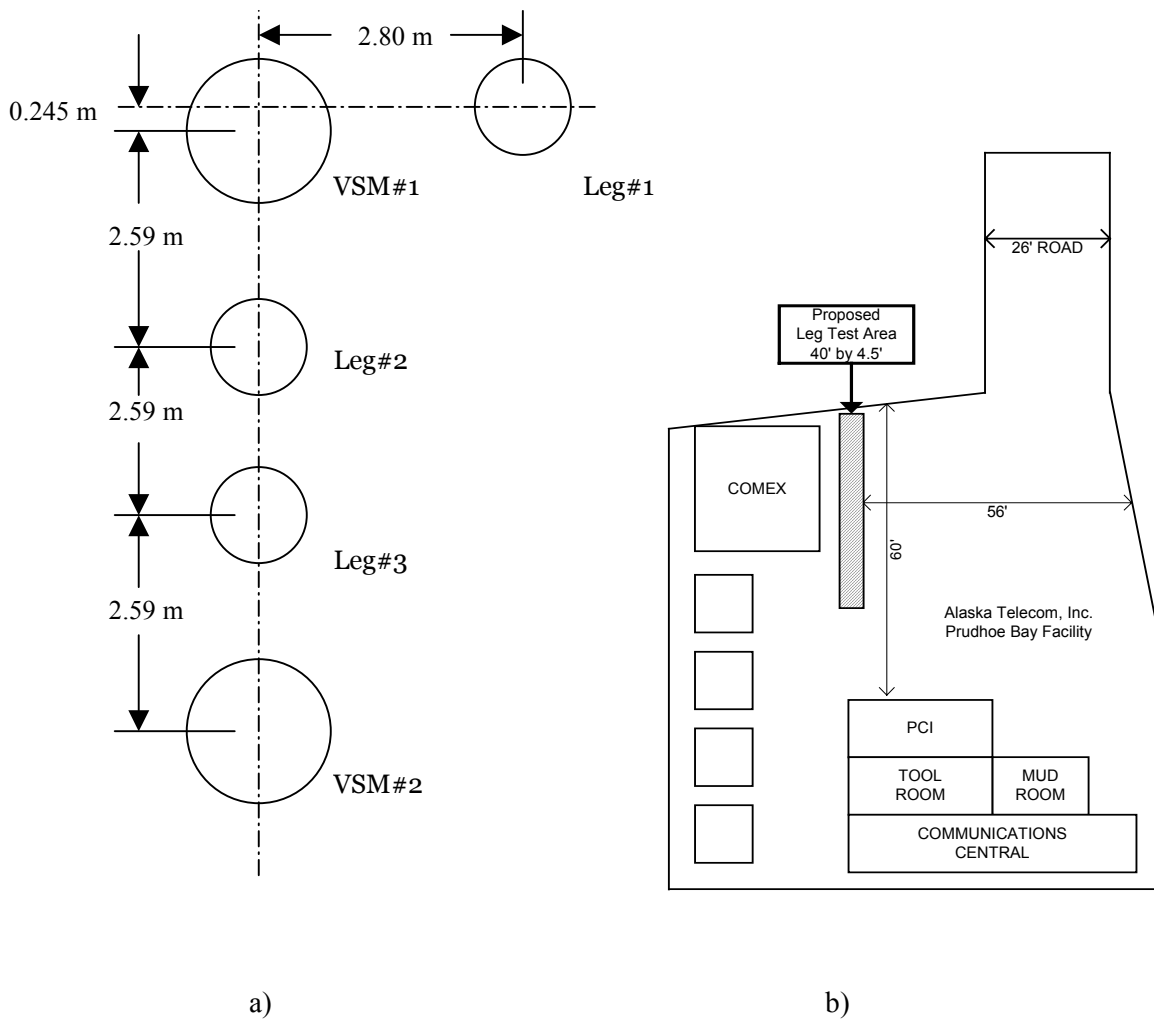 2.80 m
0.245 m
VSM#1
Leg#1
2.59 m
Leg#2
2.59 m
Leg#3
2.59 m
VSM#2
a)
26' ROAD
Proposed
Leg Test Area
40' by 4.5'
COMEX
56'
60'
Alaska Telecom, Inc.
Prudhoe Bay Facility
PCI
TOOL
ROOM
MUD
ROOM
COMMUNICATIONS
CENTRAL
b)